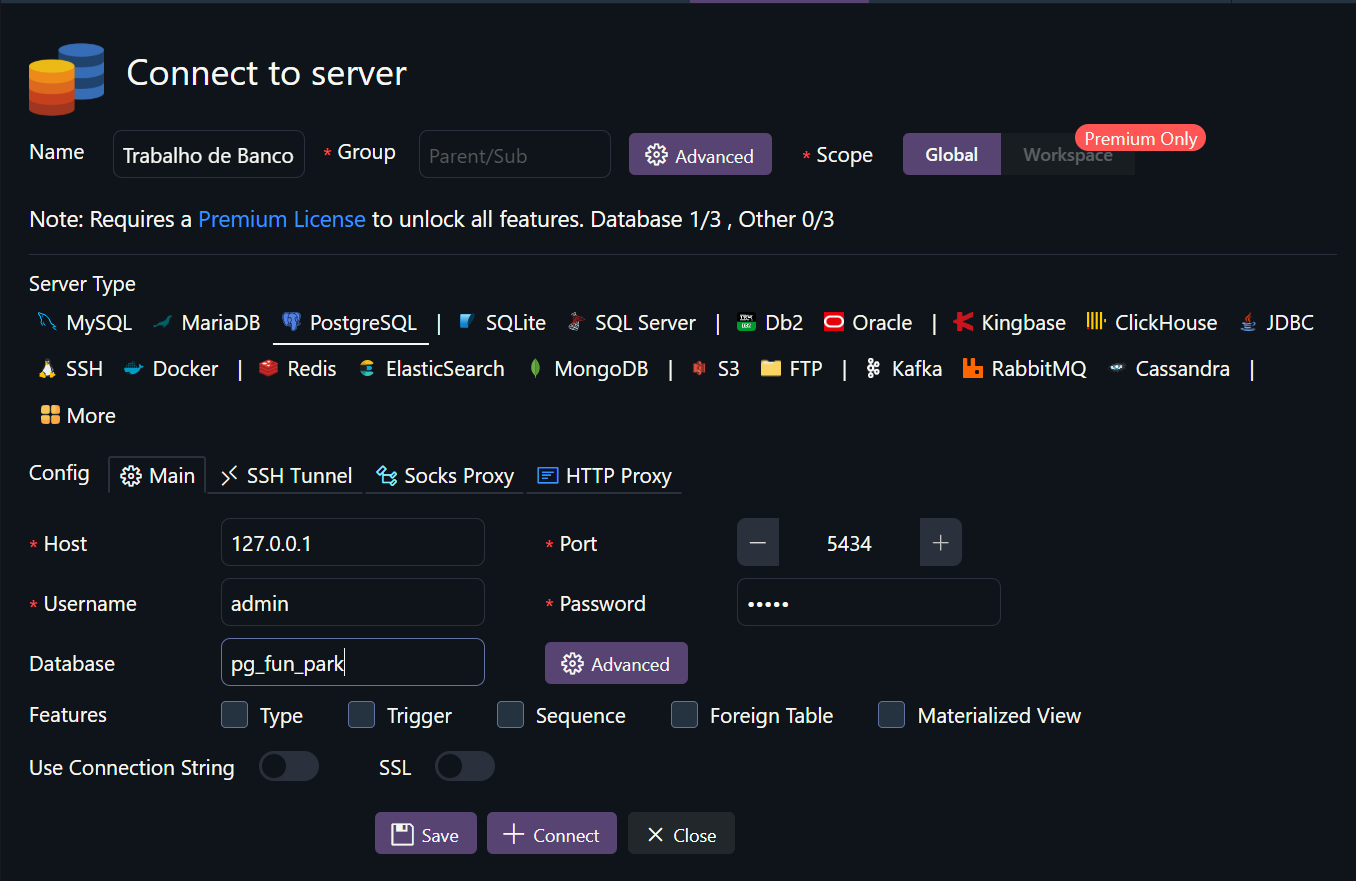 Connect to server
Name Trabalho de Banco * Group Parent/Sub Advanced * Scope Global Workspace Premium Only
Note: Requires a Premium License to unlock all features. Database 1/3 , Other 0/3
Server Type
MySQL MariaDB PostgreSQL | SQLite SQL Server | Db2 Oracle | Kingbase ClickHouse JDBC
SSH Docker | Redis ElasticSearch MongoDB | S3 FTP | Kafka RabbitMQ Cassandra |
More
Config Main SSH Tunnel Socks Proxy HTTP Proxy
* Host 127.0.0.1 * Port 5434
* Username admin * Password •••••
Database pg_fun_park Advanced
Features Type Trigger Sequence Foreign Table Materialized View
Use Connection String SSL
Save Connect Close